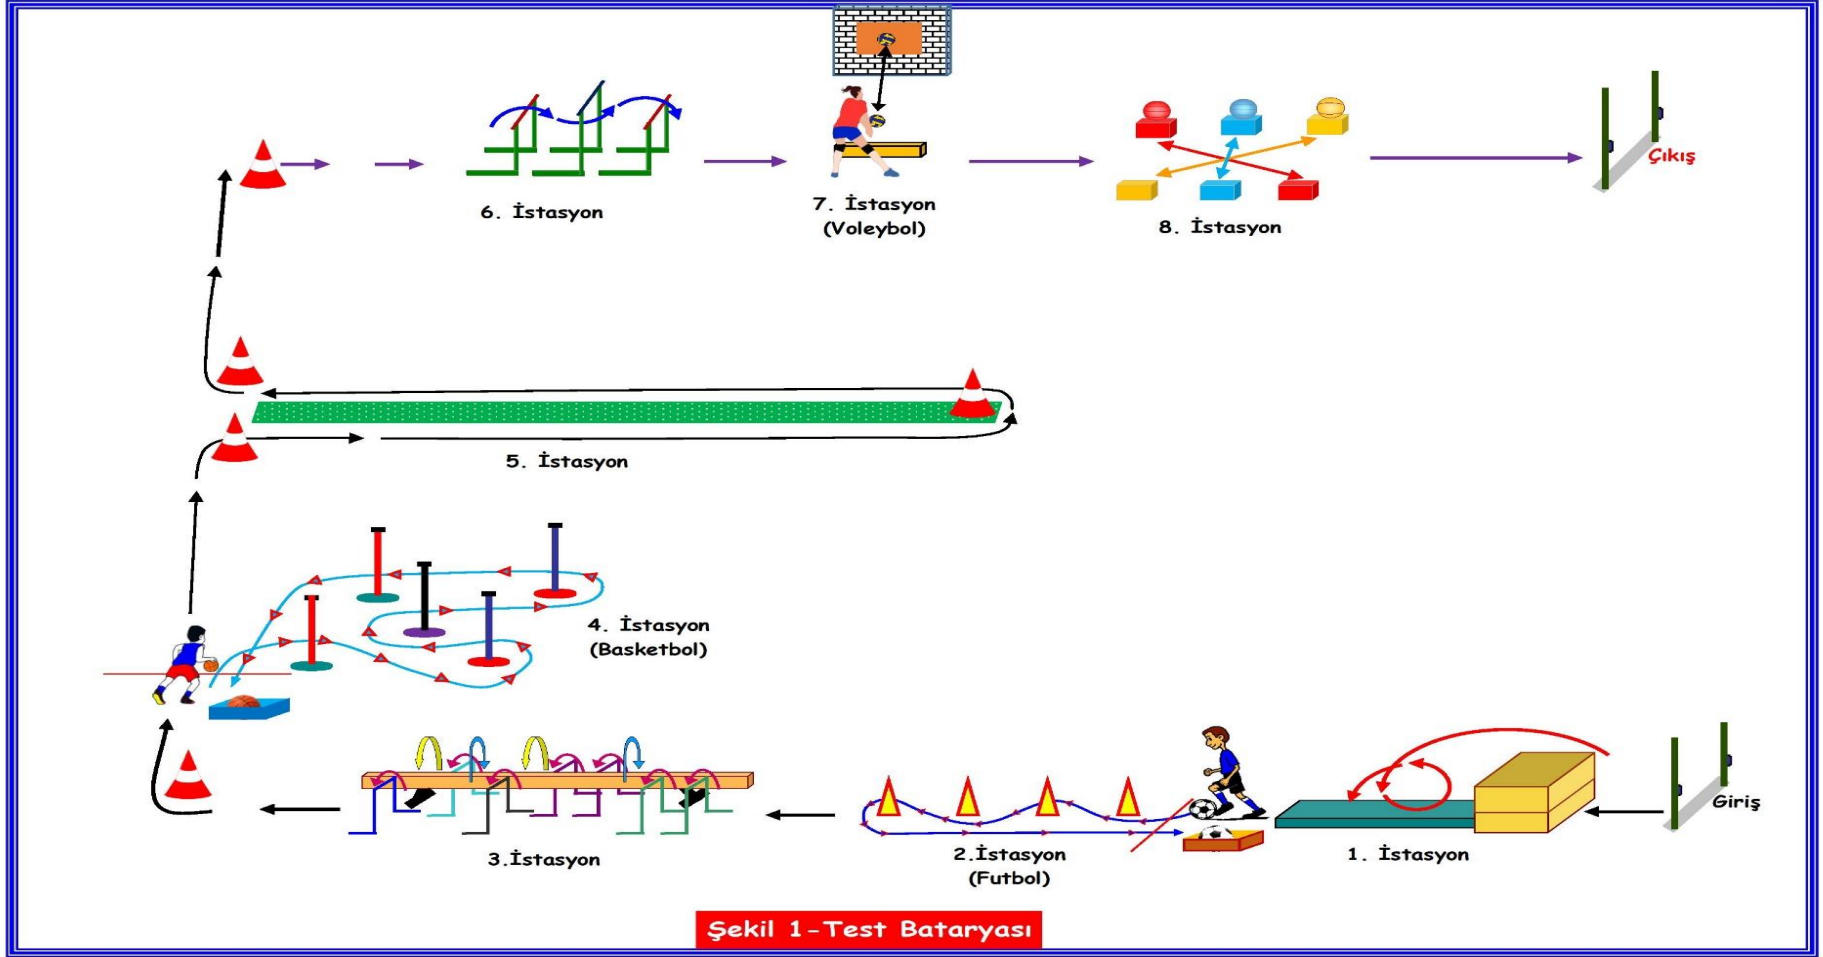 6. İstasyon
7. İstasyon
(Voleybol)
8. İstasyon
Çıkış
5. İstasyon
4. İstasyon
(Basketbol)
3.İstasyon
2.İstasyon
(Futbol)
1. İstasyon
Giriş
Şekil 1-Test Bataryası